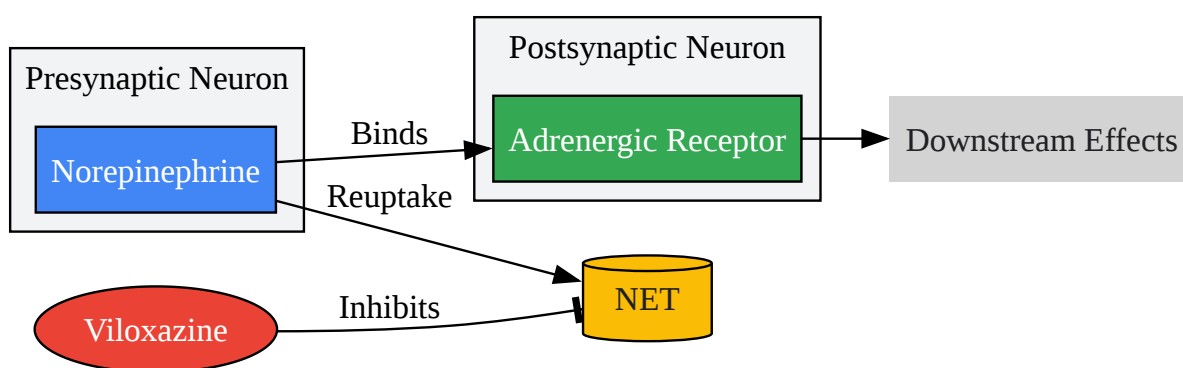 Postsynaptic Neuron
Presynaptic Neuron
Binds
Adrenergic Receptor
Downstream Effects
Norepinephrine
Reuptake
NET
Inhibits
Viloxazine